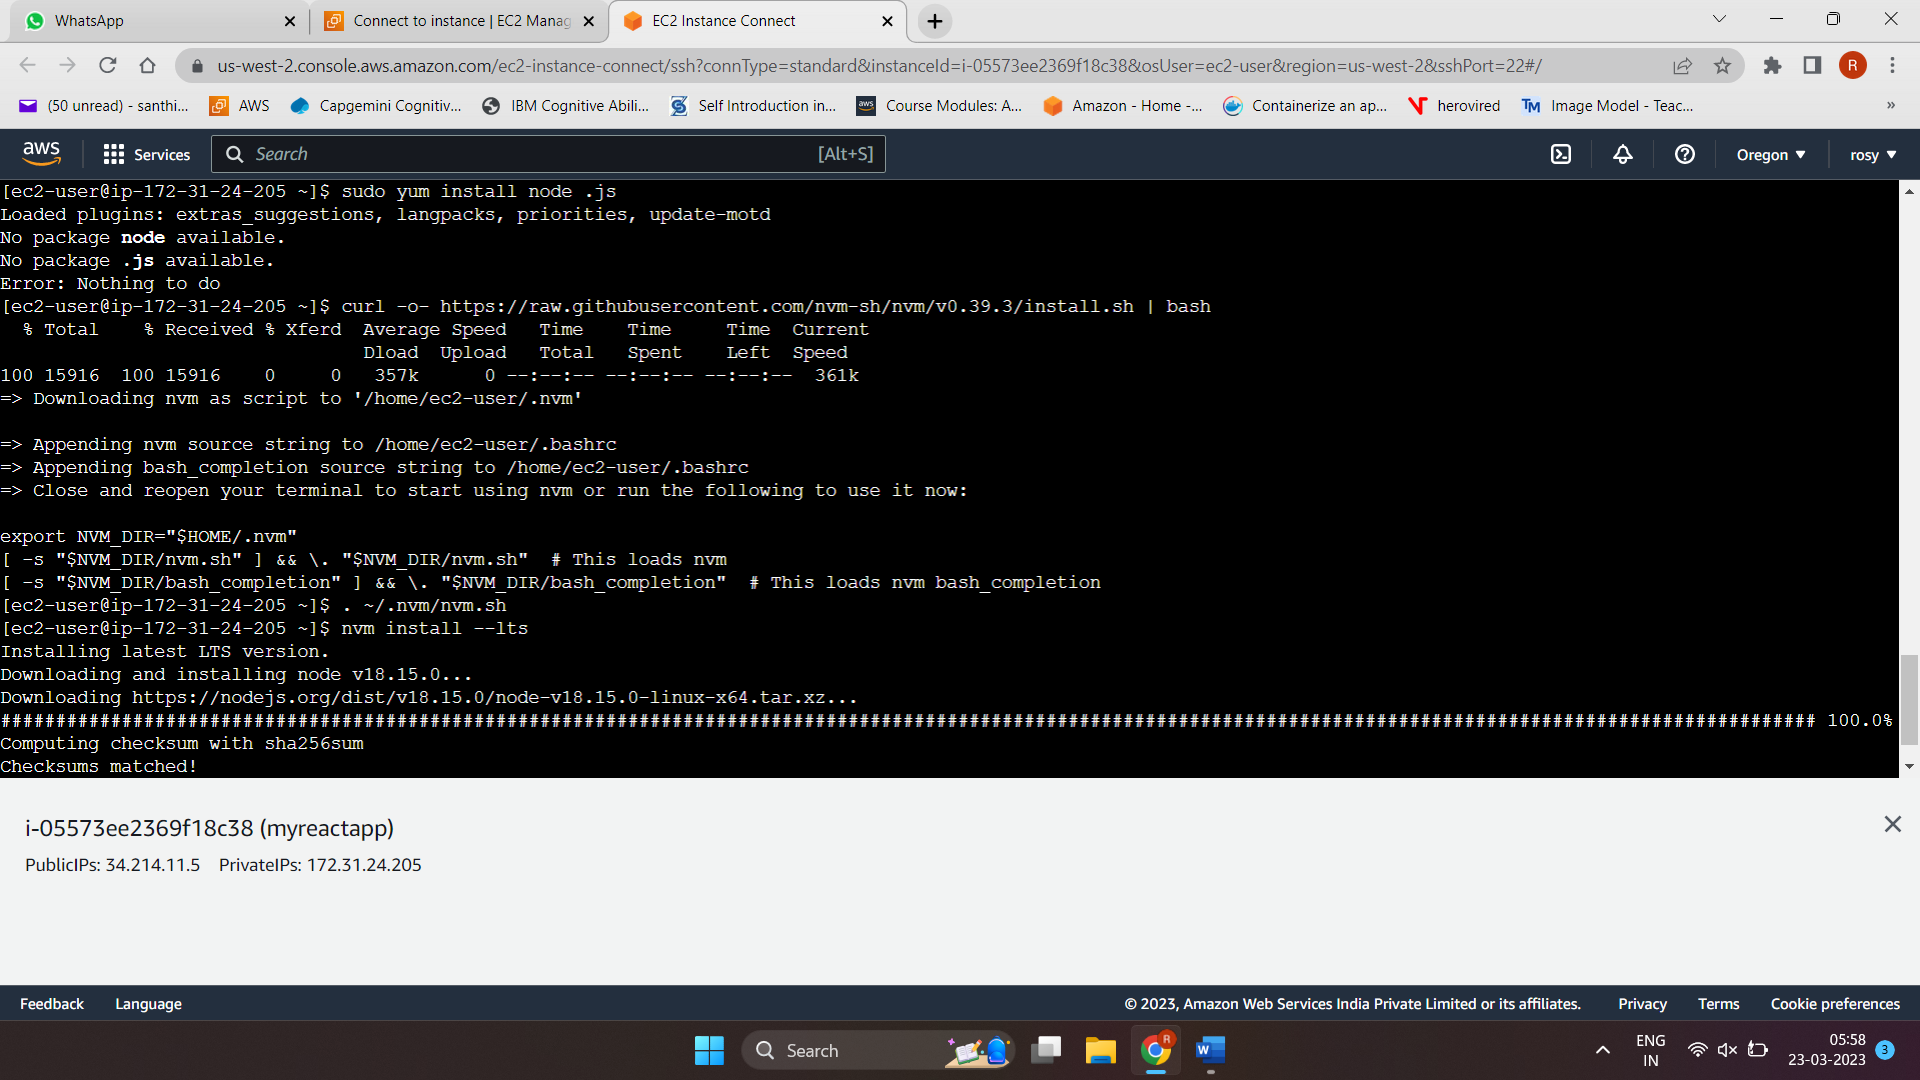 WhatsApp
Connect to instance | EC2 Manag
EC2 Instance Connect
us-west-2.console.aws.amazon.com/ec2-instance-connect/ssh?connType=standard&instanceId=i-05573ee2369f18c38&osUser=ec2-user&region=us-west-2&sshPort=22#/
R
(50 unread) - santhi...
AWS
Capgemini Cognitiv...
IBM Cognitive Abili...
Self Introduction in...
aws
Course Modules: A...
Amazon - Home -...
Containerize an ap...
herovired
TM
Image Model - Teac...
»
aws
Services
Search
[Alt+S]
Oregon
rosy
[ec2-user@ip-172-31-24-205 ~]$ sudo yum install node .js
Loaded plugins: extras_suggestions, langpacks, priorities, update-motd
No package node available.
No package .js available.
Error: Nothing to do
[ec2-user@ip-172-31-24-205 ~]$ curl -o- https://raw.githubusercontent.com/nvm-sh/nvm/v0.39.3/install.sh | bash
  % Total    % Received % Xferd  Average Speed   Time    Time     Time  Current
                                 Dload  Upload   Total   Spent    Left  Speed
100 15916  100 15916    0     0   357k      0 --:--:-- --:--:-- --:--:--  361k
=> Downloading nvm as script to '/home/ec2-user/.nvm'
=> Appending nvm source string to /home/ec2-user/.bashrc
=> Appending bash_completion source string to /home/ec2-user/.bashrc
=> Close and reopen your terminal to start using nvm or run the following to use it now:
export NVM_DIR="$HOME/.nvm"
[ -s "$NVM_DIR/nvm.sh" ] && \. "$NVM_DIR/nvm.sh"  # This loads nvm
[ -s "$NVM_DIR/bash_completion" ] && \. "$NVM_DIR/bash_completion"  # This loads nvm bash_completion
[ec2-user@ip-172-31-24-205 ~]$ . ~/.nvm/nvm.sh
[ec2-user@ip-172-31-24-205 ~]$ nvm install --lts
Installing latest LTS version.
Downloading and installing node v18.15.0...
Downloading https://nodejs.org/dist/v18.15.0/node-v18.15.0-linux-x64.tar.xz...
##################################################################################################################################################################### 100.0%
Computing checksum with sha256sum
Checksums matched!
i-05573ee2369f18c38 (myreactapp)
PublicIPs: 34.214.11.5    PrivateIPs: 172.31.24.205
Feedback
Language
© 2023, Amazon Web Services India Private Limited or its affiliates.
Privacy
Terms
Cookie preferences
Search
R
W
ENG
IN
05:58
23-03-2023
3